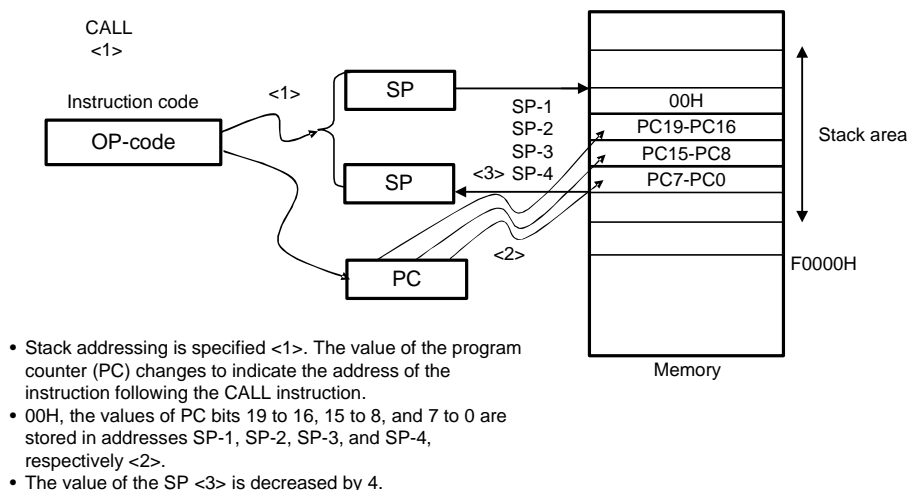 CALL
<1>
Instruction code
OP-code
<1>
SP
SP
PC
SP-1
SP-2
SP-3
<3> SP-4
<2>
00H
PC19-PC16
PC15-PC8
PC7-PC0
Stack area
F0000H
Memory
• Stack addressing is specified <1>. The value of the program
counter (PC) changes to indicate the address of the
instruction following the CALL instruction.
• 00H, the values of PC bits 19 to 16, 15 to 8, and 7 to 0 are
stored in addresses SP-1, SP-2, SP-3, and SP-4,
respectively <2>.
• The value of the SP <3> is decreased by 4.